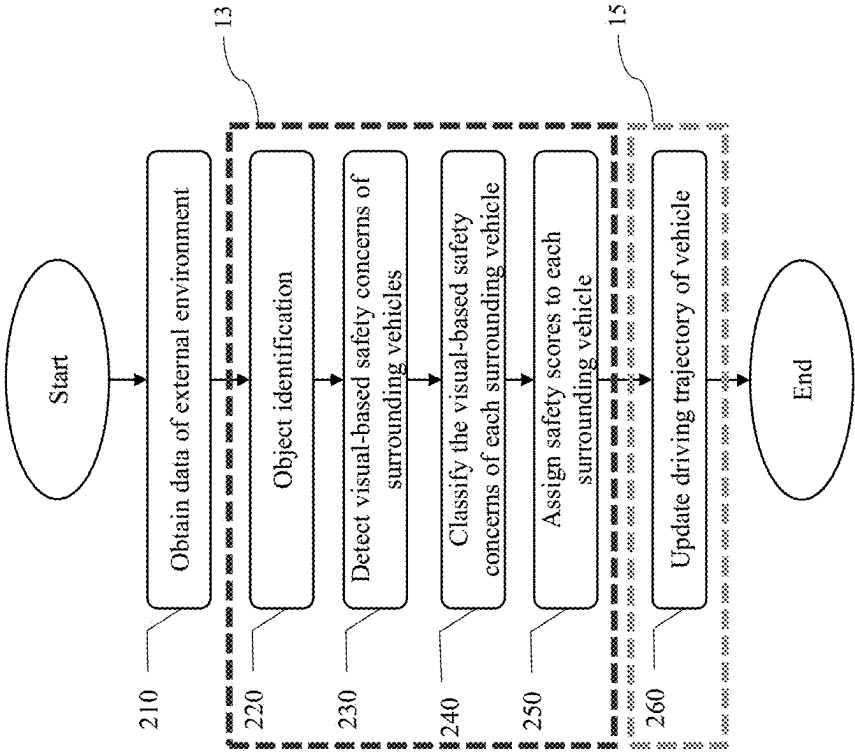 Start
210
Obtain data of external environment
13
220
Object identification
230
Detect visual-based safety concerns of
surrounding vehicles
240
Classify the visual-based safety
concerns of each surrounding vehicle
250
Assign safety scores to each
surrounding vehicle
15
260
Update driving trajectory of vehicle
End